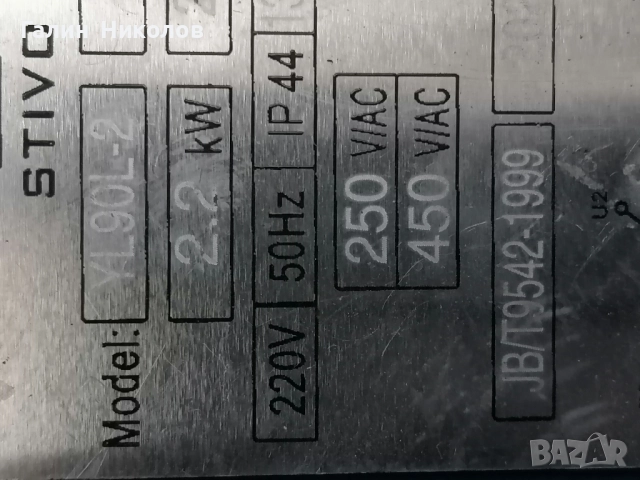 Галин Николов
STIVO
Model: YL90L-2
2.2 kW
220V 50Hz IP 44
250 V/AC
450 V/AC
JB/T9542-1999
U2
BAZAR